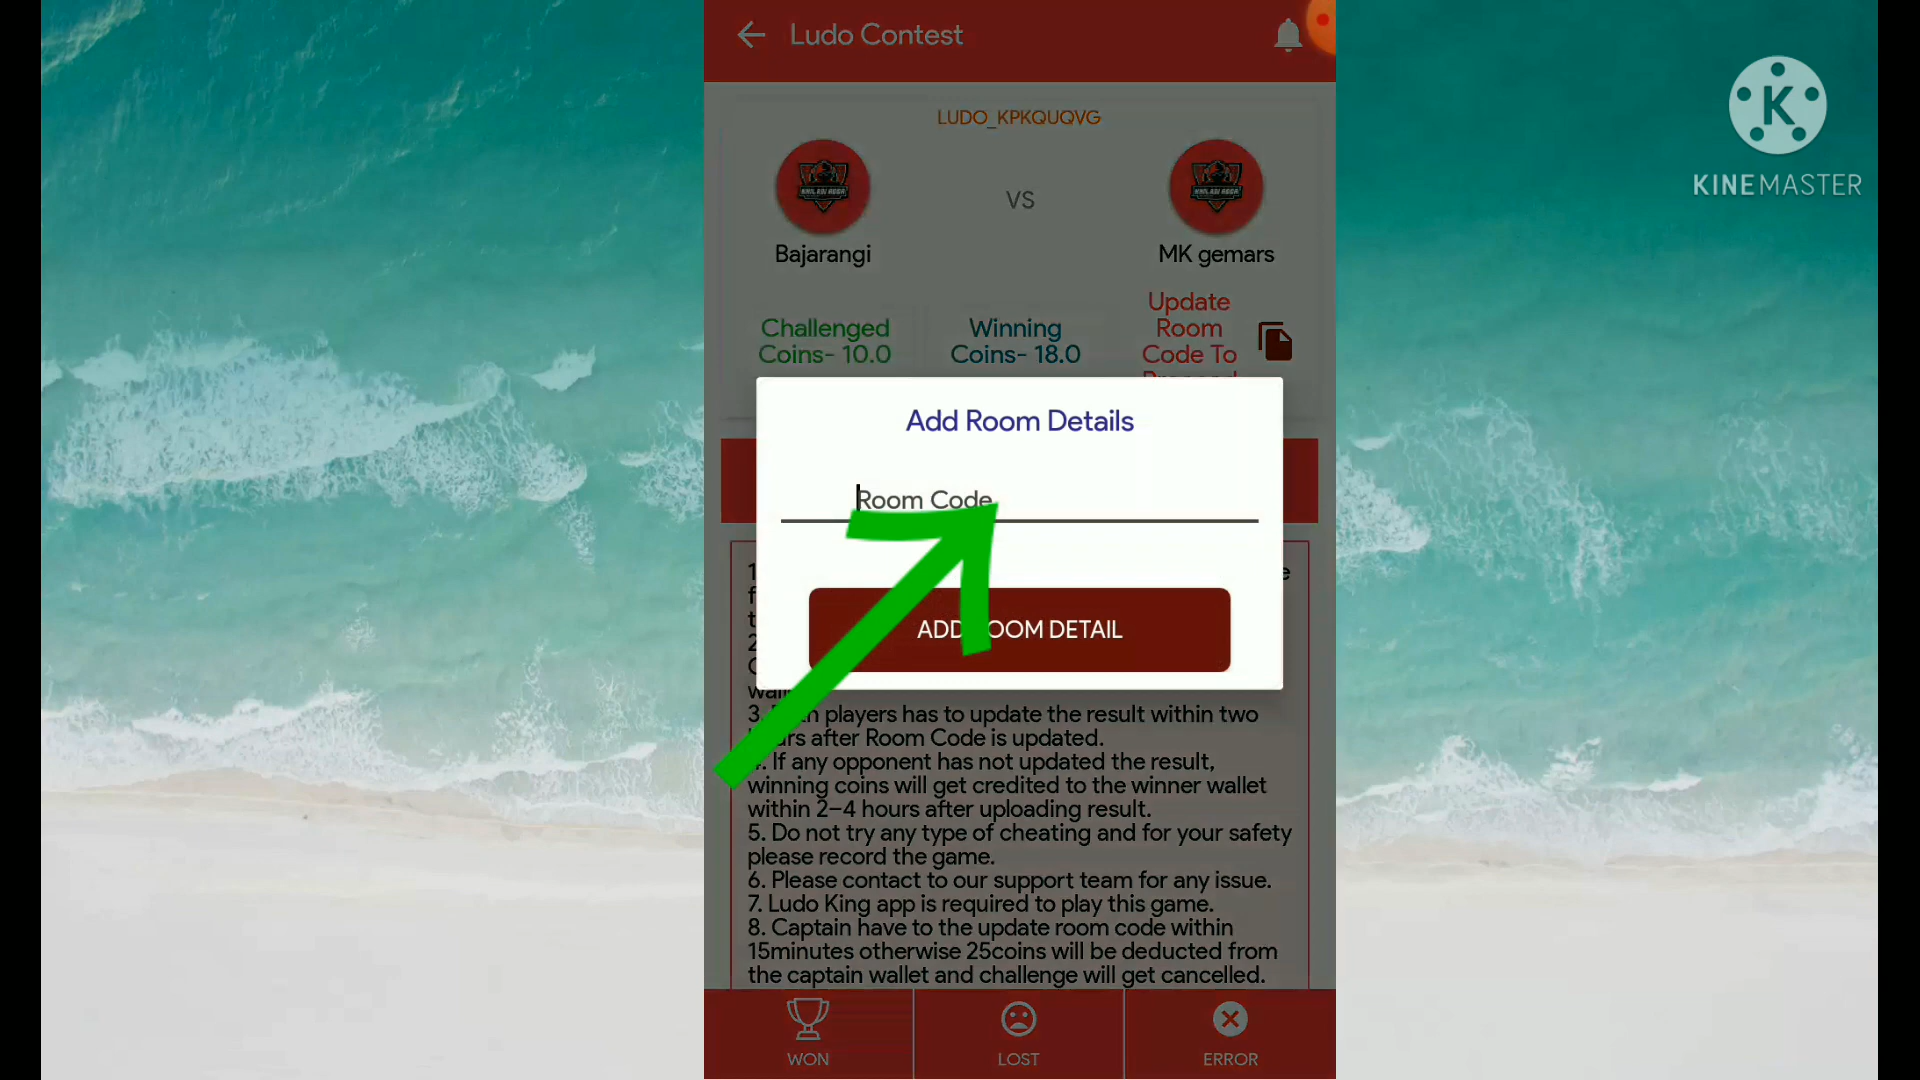 Ludo Contest
KINEMASTER
LUDO_KPKQUQVG
VS
Bajarangi
MK gemars
Challenged
Coins- 10.0
Winning
Coins- 18.0
Update
Room
Code To
Add Room Details
Room Code
ADD ROOM DETAIL
3. players has to update the result within two
after Room Code is updated.
4. If any opponent has not updated the result,
winning coins will get credited to the winner wallet
within 2-4 hours after uploading result.
5. Do not try any type of cheating and for your safety
please record the game.
6. Please contact to our support team for any issue.
7. Ludo King app is required to play this game.
8. Captain have to the update room code within
15minutes otherwise 25coins will be deducted from
the captain wallet and challenge will get cancelled.
WON
LOST
ERROR